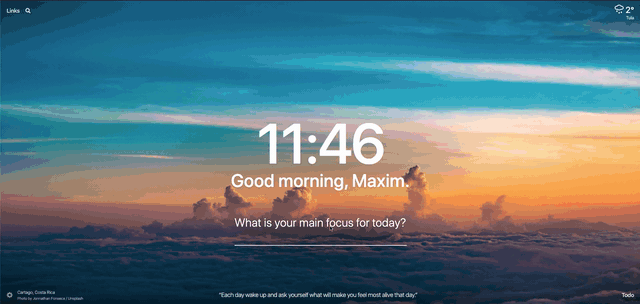 Links
2°
Tula
11:46
Good morning, Maxim.
What is your main focus for today?
Cartago, Costa Rica
Photo by Johnathan Fonseca | Unsplash
"Each day wake up and ask yourself what will make you feel most alive that day."
Todo